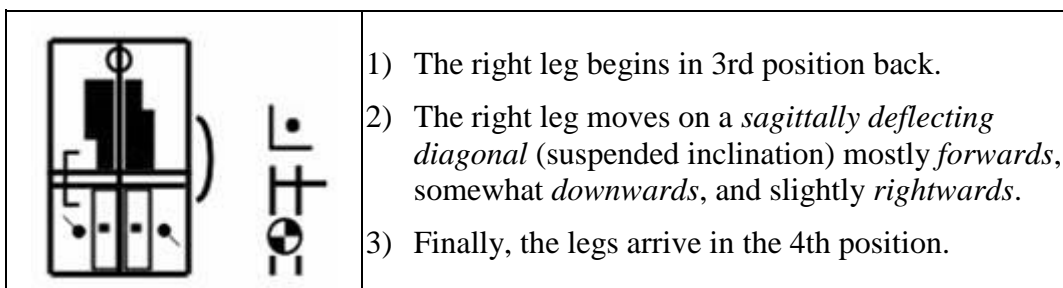 1) The right leg begins in 3rd position back.
2) The right leg moves on a sagittally deflecting
diagonal (suspended inclination) mostly forwards,
somewhat downwards, and slightly rightwards.
3) Finally, the legs arrive in the 4th position.